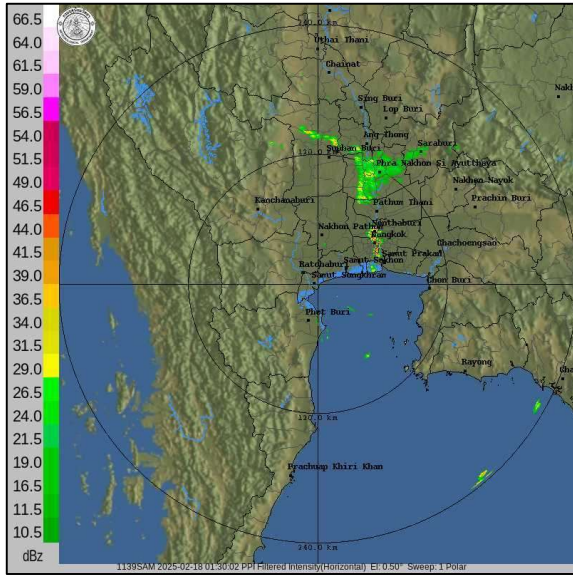 66.5
64.0
61.5
59.0
56.5
54.0
51.5
49.0
46.5
44.0
41.5
39.0
36.5
34.0
31.5
29.0
26.5
24.0
21.5
19.0
16.5
14.0
10.5
dBz
Uthai Thani
Chainat
Sing Buri
Lop Buri
Ang Thong
Saraburi
Suphan Buri
Phra Nakhon Si Ayutthaya
Nakhon Nayok
Kanchanaburi
Prachin Buri
Pathum Thani
Nonthaburi
Nakhon Pathom
Bangkok
Chachoengsao
Samut Prakan
Samut Sakhon
Ratchaburi
Samut Songkhram
Chon Buri
Phet Buri
Rayong
120.0 km
Prachuap Khiri Khan
240.0 km
1139SAM 2025-02-18 01:30:02 PPI Filtered Intensity(Horizontal) El: 0.50° Sweep: 1 Polar